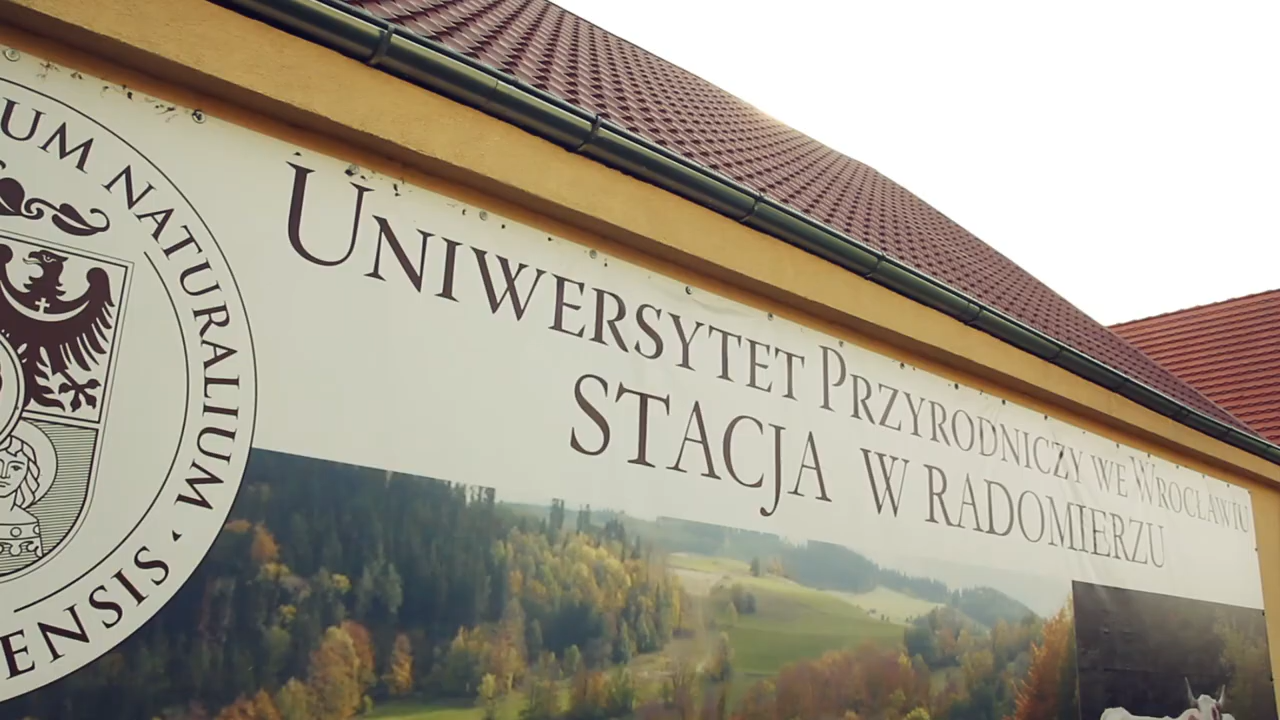 UM NATURALIUM
ENSIS
UNIWERSYTET PRZYRODNICZY WE WROCŁAWIU
STACJA W RADOMIERZU